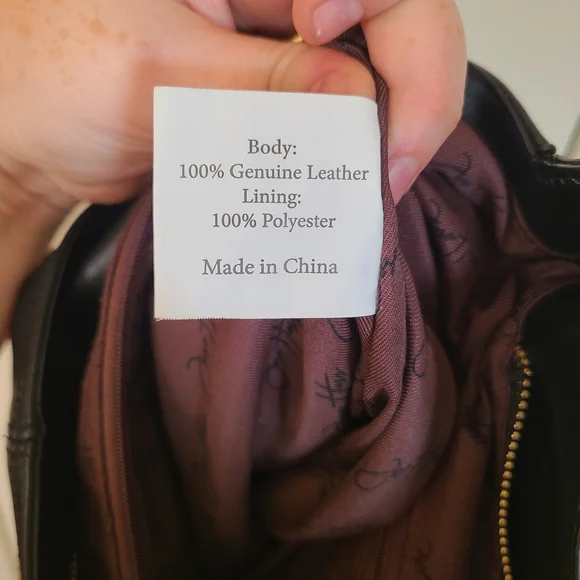 Body:
100% Genuine Leather
Lining:
100% Polyester
Made in China